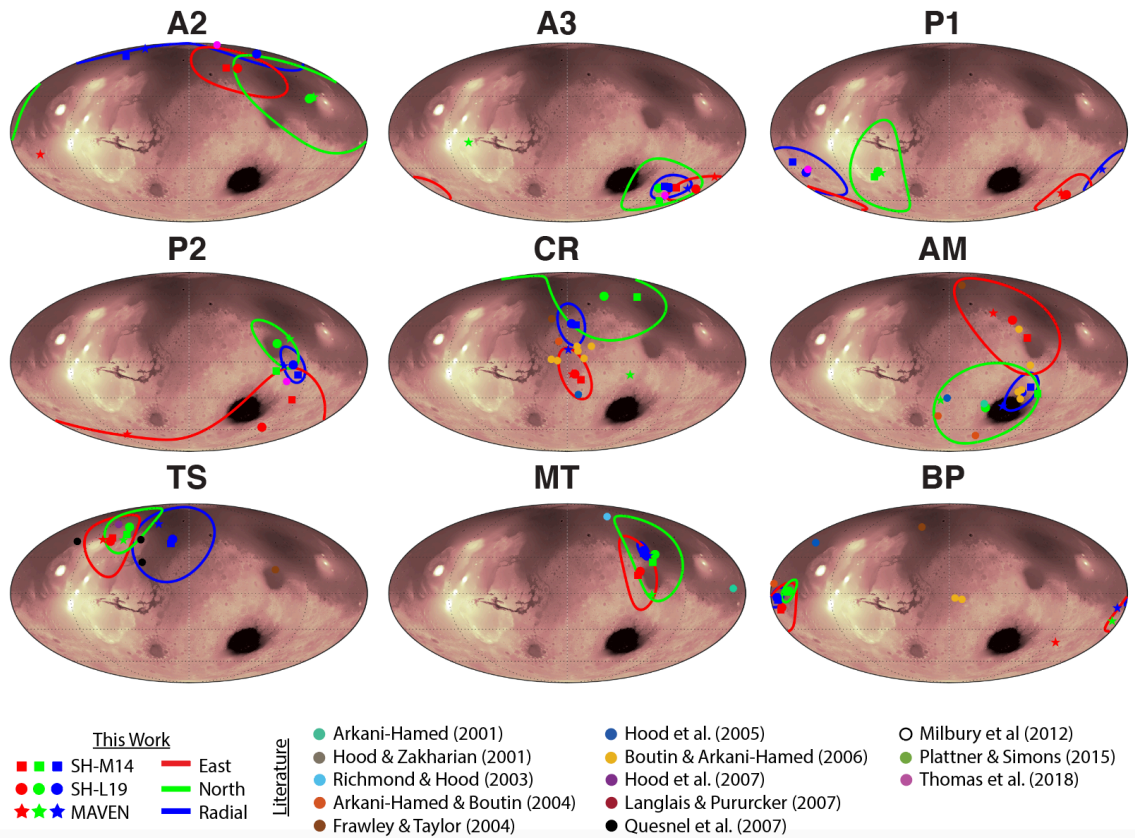 A2 A3 P1
P2 CR AM
TS MT BP
This Work
SH-M14
SH-L19
MAVEN
East
North
Radial
Literature
Arkani-Hamed (2001)
Hood & Zakharian (2001)
Richmond & Hood (2003)
Arkani-Hamed & Boutin (2004)
Frawley & Taylor (2004)
Hood et al. (2005)
Boutin & Arkani-Hamed (2006)
Hood et al. (2007)
Langlais & Pururcker (2007)
Quesnel et al. (2007)
Milbury et al (2012)
Plattner & Simons (2015)
Thomas et al. (2018)